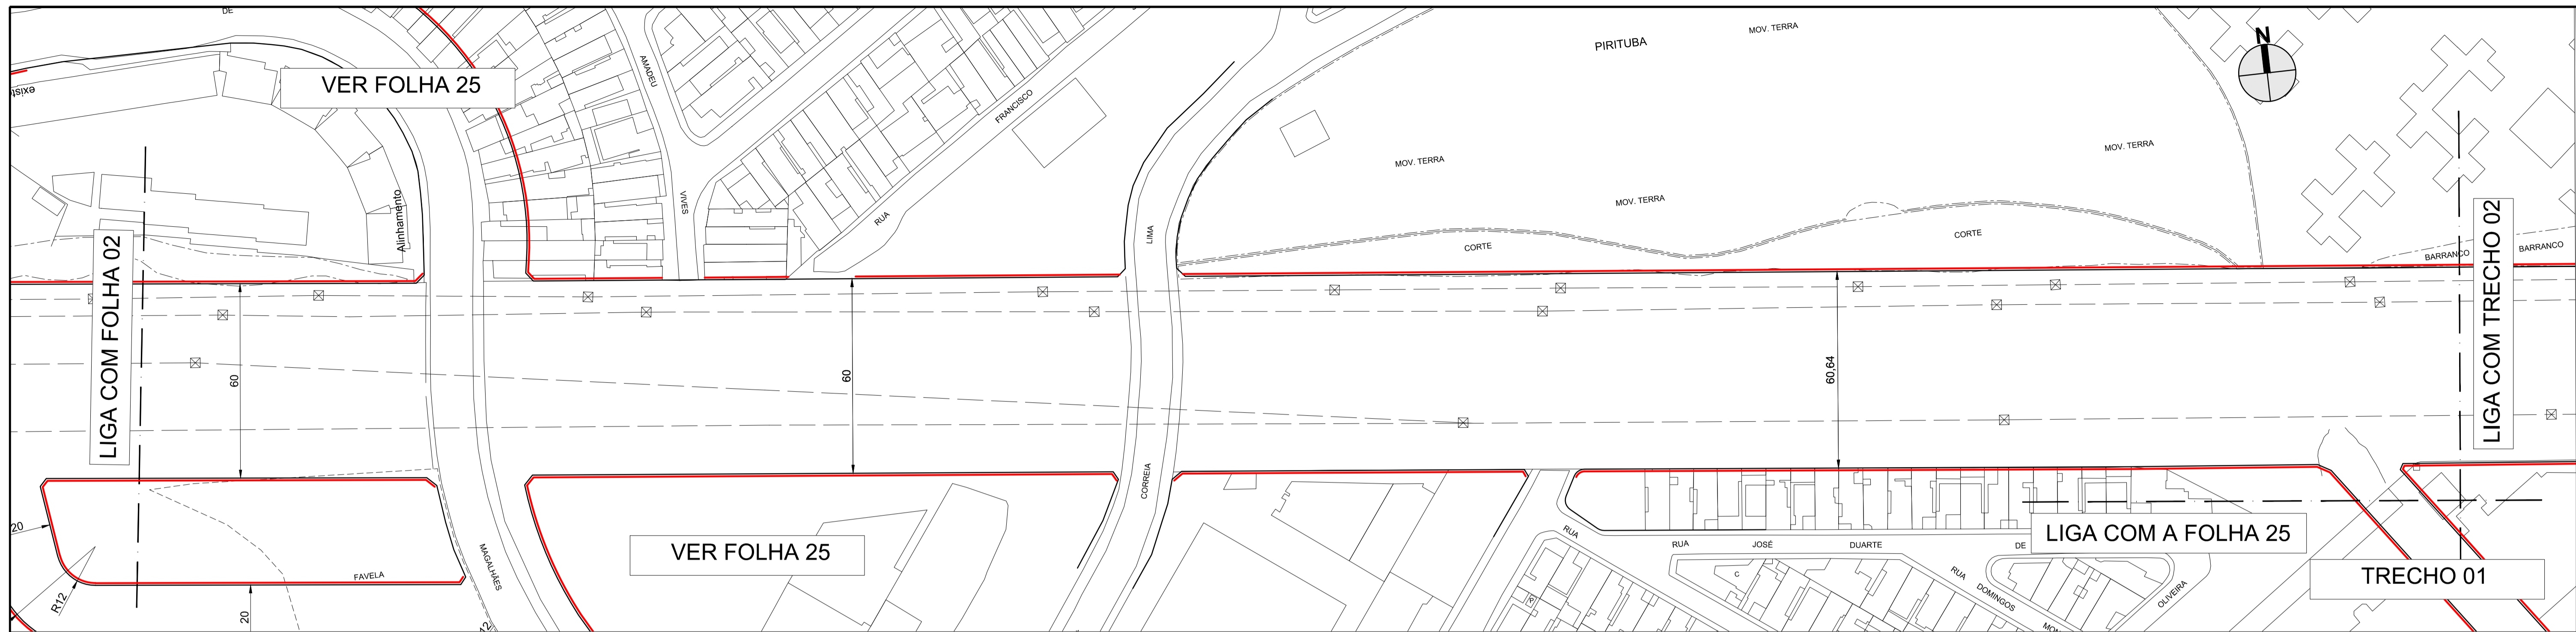 DE
existe
VER FOLHA 25
AMADEU
FRANCISCO
PIRITUBA
MOV. TERRA
N
MOV. TERRA
MOV. TERRA
MOV. TERRA
Alinhamento
VIVES
RUA
LIMA
CORTE
CORTE
BARRANCO
BARRANCO
LIGA COM FOLHA 02
LIGA COM TRECHO 02
60
60
60,64
CORREIA
20
MAGALHÃES
VER FOLHA 25
FAVELA
R12
20
12
RUA
RUA
JOSÉ
DUARTE
DE
LIGA COM A FOLHA 25
C
R
RUA
DOMINGOS
OLIVEIRA
TRECHO 01